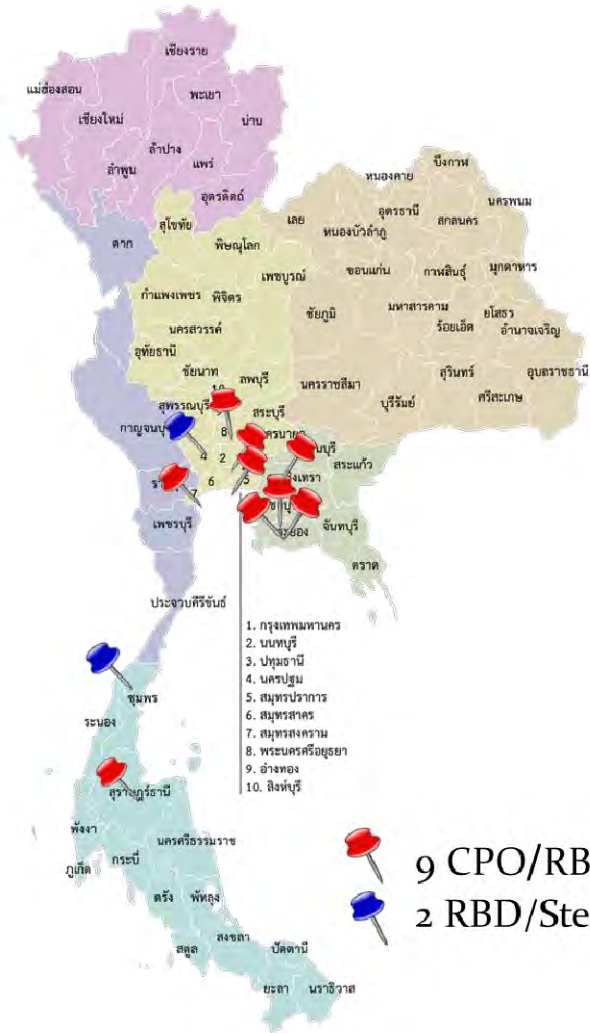 เชียงราย
แม่ฮ่องสอน
พะเยา
เชียงใหม่
น่าน
ลำปาง
แพร่
ลำพูน
อุตรดิตถ์
บึงกาฬ
หนองคาย
สุโขทัย
เลย
อุดรธานี
นครพนม
สกลนคร
ตาก
พิษณุโลก
หนองบัวลำภู
เพชรบูรณ์
ขอนแก่น
กาฬสินธุ์
มุกดาหาร
กำแพงเพชร
พิจิตร
ชัยภูมิ
มหาสารคาม
ยโสธร
นครสวรรค์
ร้อยเอ็ด
อำนาจเจริญ
อุทัยธานี
ชัยนาท
ลพบุรี
สุรินทร์
อุบลราชธานี
10
นครราชสีมา
สุพรรณบุรี
สระบุรี
บุรีรัมย์
ศรีสะเกษ
กาญจนบุรี
8
สระแก้ว
4
2
6
5
7
เพชรบุรี
จันทบุรี
ตราด
ประจวบคีรีขันธ์
1. กรุงเทพมหานคร
2. นนทบุรี
3. ปทุมธานี
4. นครปฐม
5. สมุทรปราการ
6. สมุทรสาคร
7. สมุทรสงคราม
8. พระนครศรีอยุธยา
9. อ่างทอง
10. สิงห์บุรี
ชุมพร
ระนอง
สุราษฎร์ธานี
พังงา
นครศรีธรรมราช
กระบี่
ภูเก็ต
ตรัง
พัทลุง
สงขลา
สตูล
ปัตตานี
ยะลา
นราธิวาส
9 CPO/RB
2 RBD/Ste